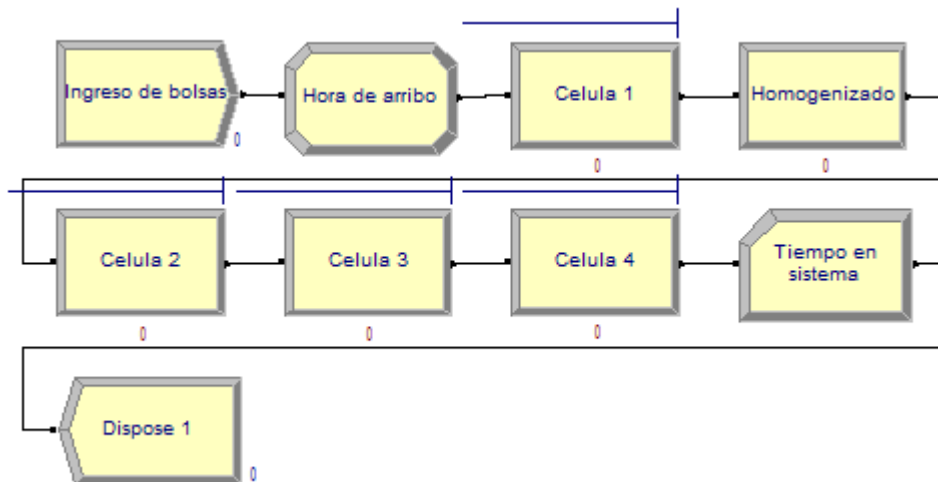 Ingreso de bolsas
0
Hora de arribo
Celula 1
0
Homogenizado
0
Celula 2
0
Celula 3
0
Celula 4
0
Tiempo en
sistema
Dispose 1
0